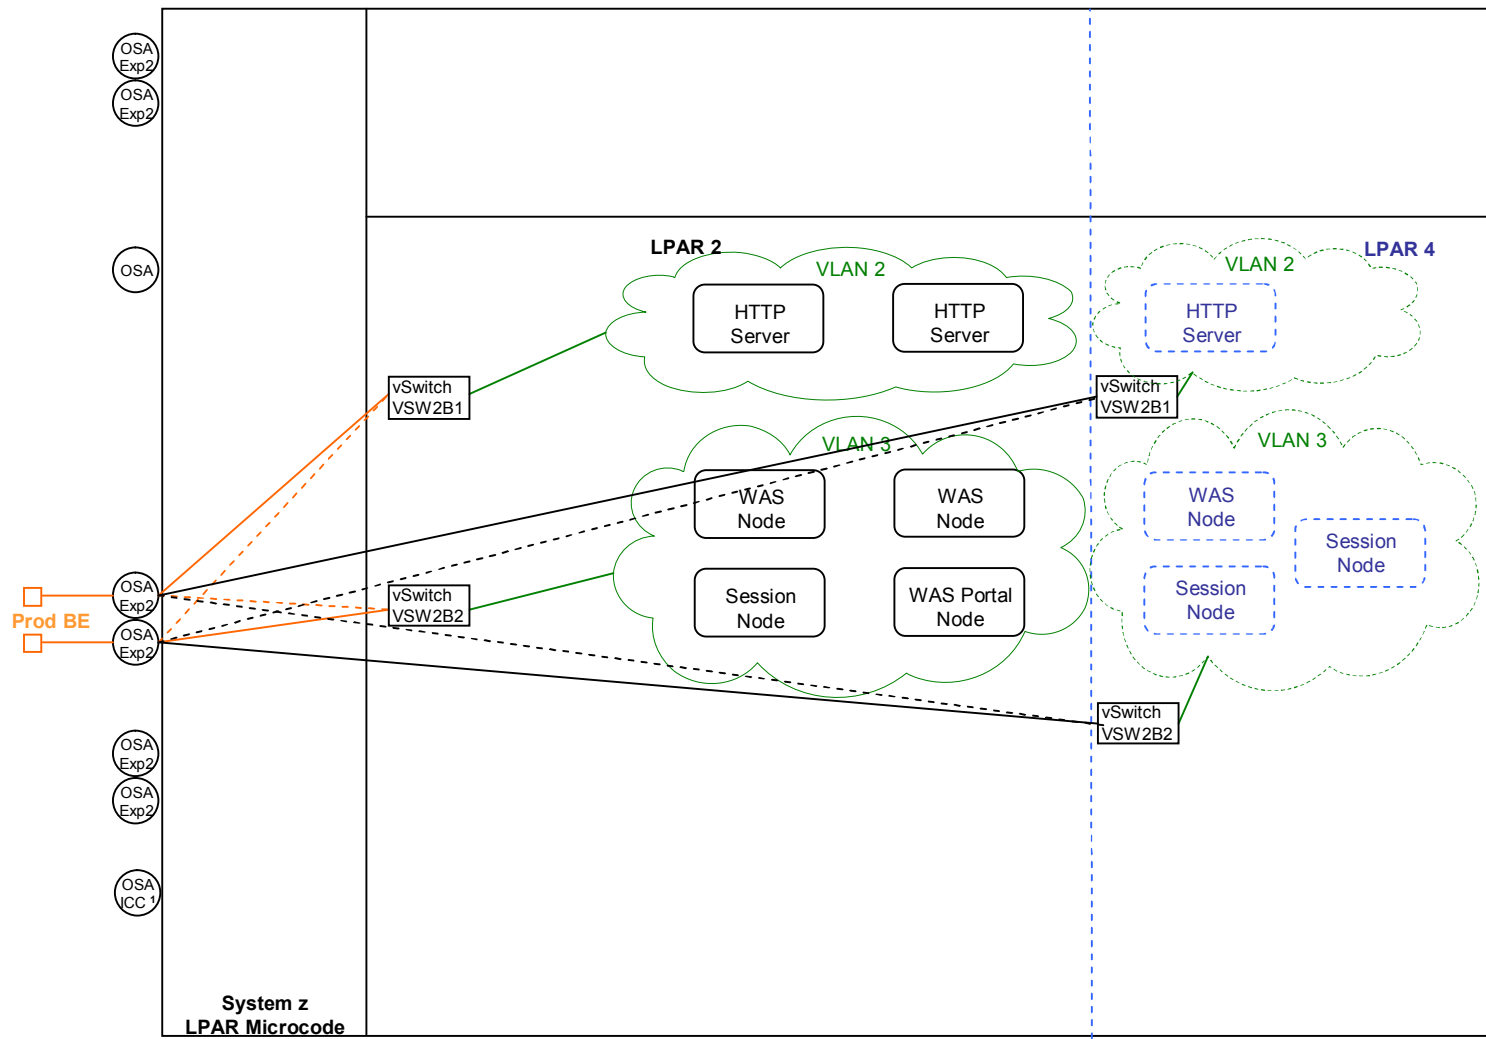 OSA
Exp2
OSA
Exp2
OSA
LPAR 2
VLAN 2
HTTP
Server
HTTP
Server
VLAN 2
LPAR 4
HTTP
Server
vSwitch
VSW2B1
vSwitch
VSW2B1
VLAN 3
WAS
Node
WAS
Node
Session
Node
WAS Portal
Node
VLAN 3
WAS
Node
Session
Node
Session
Node
OSA
Exp2
Prod BE
OSA
Exp2
vSwitch
VSW2B2
vSwitch
VSW2B2
OSA
Exp2
OSA
Exp2
OSA
ICC 1
System z
LPAR Microcode